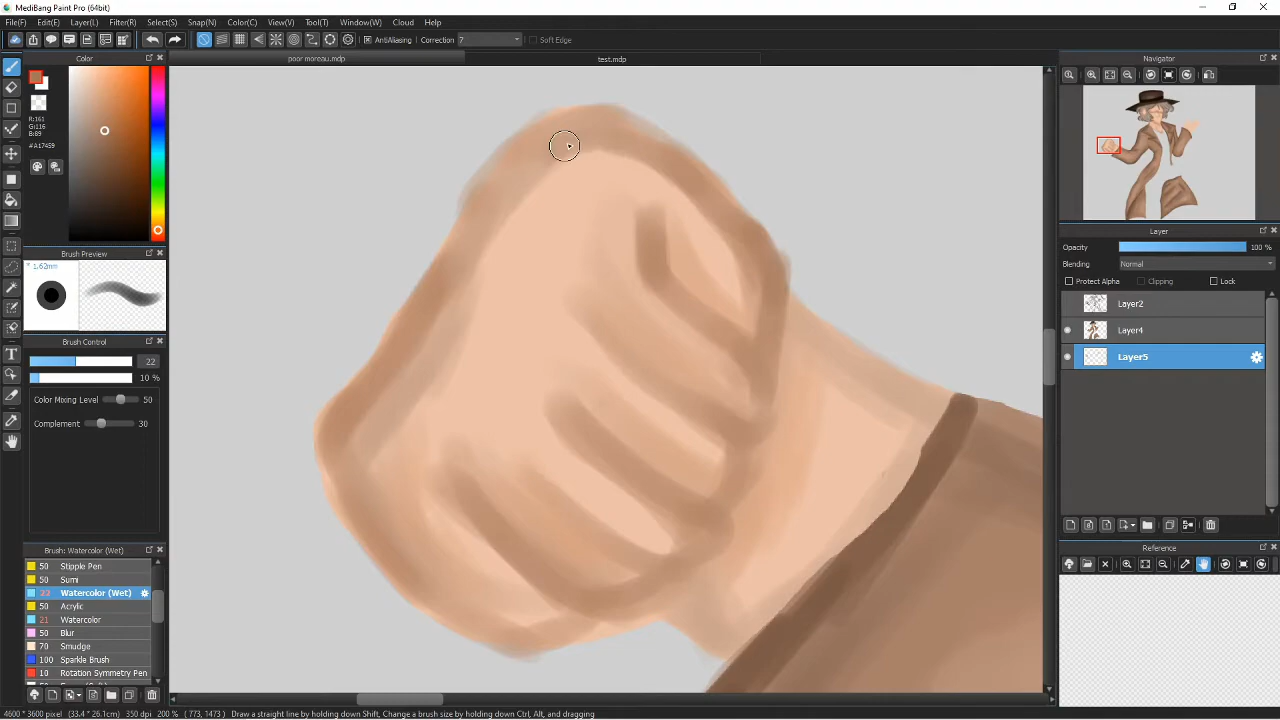 MediBang Paint Pro (64bit)
File(F) Edit(E) Layer(L) Filter(R) Select(S) Snap(N) Color(C) View(V) Tool(T) Window(W) Cloud Help
AntiAliasing Correction 7 Soft Edge
Color
poor moreau.mdp
test.mdp
Navigator
R:161
G:116
B:89
#A17459
Brush Preview
* 1.62mm
Layer
Opacity 100 %
Blending Normal
Protect Alpha Clipping Lock
Layer2
Layer4
Layer5
Brush Control
22
10 %
Color Mixing Level 50
Complement 30
Brush: Watercolor (Wet)
50 Stipple Pen
50 Sumi
Watercolor (Wet)
50 Acrylic
21 Watercolor
50 Blur
70 Smudge
100 Sparkle Brush
10 Rotation Symmetry Pen
Reference
4600 * 3600 pixel (33.4 * 26.1cm) 350 dpi 200 % ( 773, 1473 ) Draw a straight line by holding down Shift, Change a brush size by holding down Ctrl, Alt, and dragging